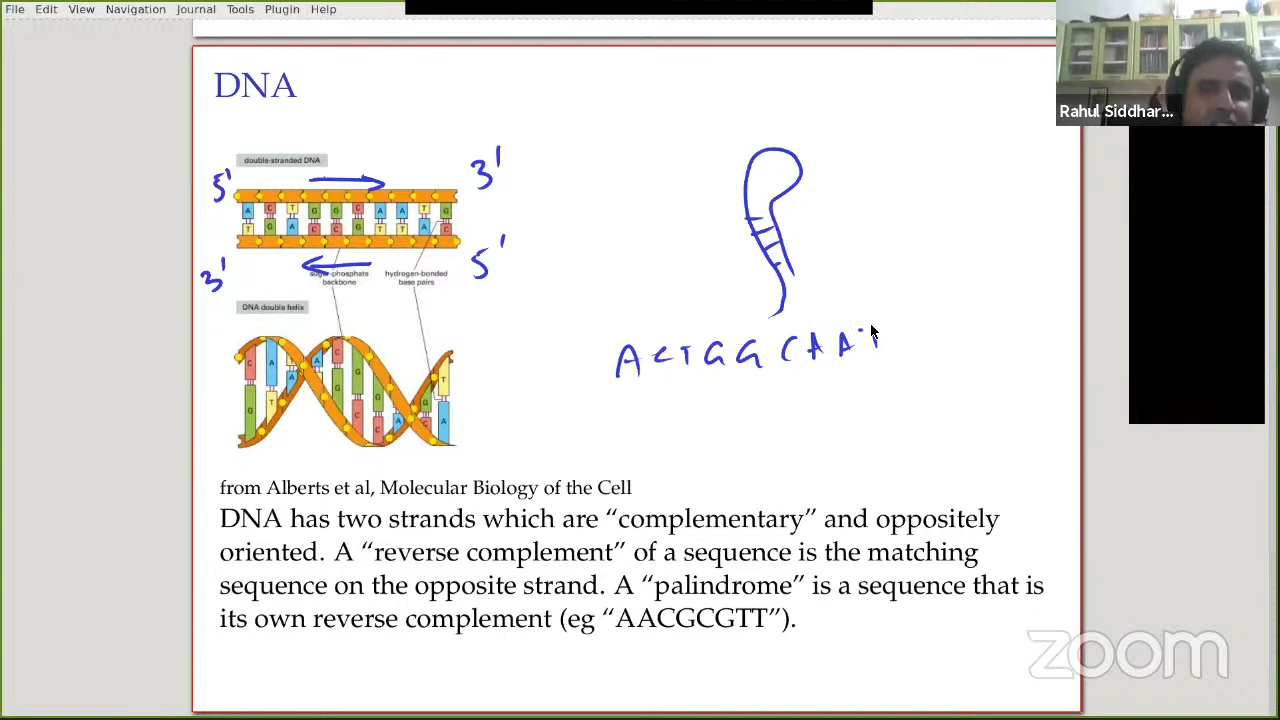 File Edit View Navigation Journal Tools Plugin Help
Rahul Siddhar...
DNA
double-stranded DNA
5' 3'
A C T G G C A A T G
T G A C C G T T A C
3' 5'
sugar-phosphate backbone
hydrogen-bonded base pairs
DNA double helix
C A T A C G G C A C G T
G T A
A C T G G C A A T
from Alberts et al, Molecular Biology of the Cell
DNA has two strands which are “complementary” and oppositely
oriented. A “reverse complement” of a sequence is the matching
sequence on the opposite strand. A “palindrome” is a sequence that is
its own reverse complement (eg “AACGCGTT”).
zoom